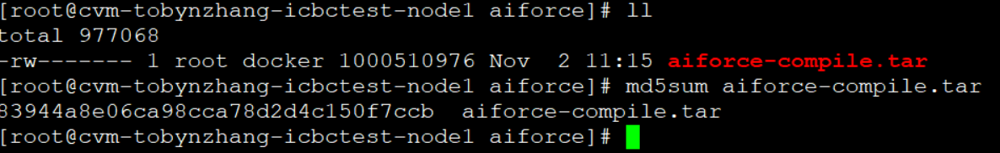 [root@cvm-tobynzhang-icbctest-node1 aiforce]# ll
total 977068
-rw------- 1 root docker 1000510976 Nov  2 11:15 aiforce-compile.tar
[root@cvm-tobynzhang-icbctest-node1 aiforce]# md5sum aiforce-compile.tar
83944a8e06ca98cca78d2d4c150f7ccb  aiforce-compile.tar
[root@cvm-tobynzhang-icbctest-node1 aiforce]#